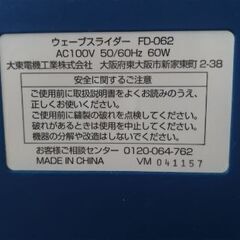 ウェーブスライダー FD-062
AC100V 50/60Hz 60W
大東電機工業株式会社 大阪府東大阪市新家東町2-38
安全に関するご注意
ご使用前に取扱説明書をよくお読みのうえ、
正しくお使いください。
ご使用前に縫製の破れを点検してください。
破れがあるときは使用を中止してください。
機器の分解や改造はしないでください。
お客様ご相談センター 0120-064-762
MADE IN CHINA VM 041157